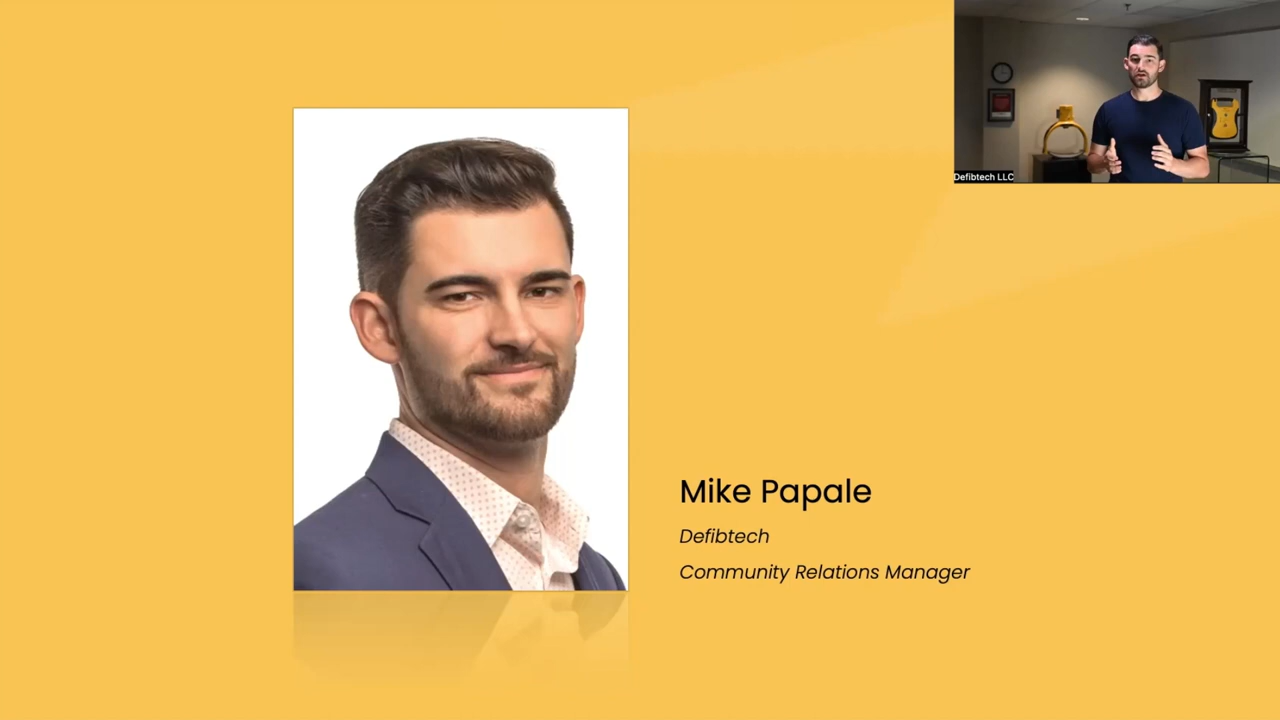 Defibtech LLC
Mike Papale
Defibtech
Community Relations Manager